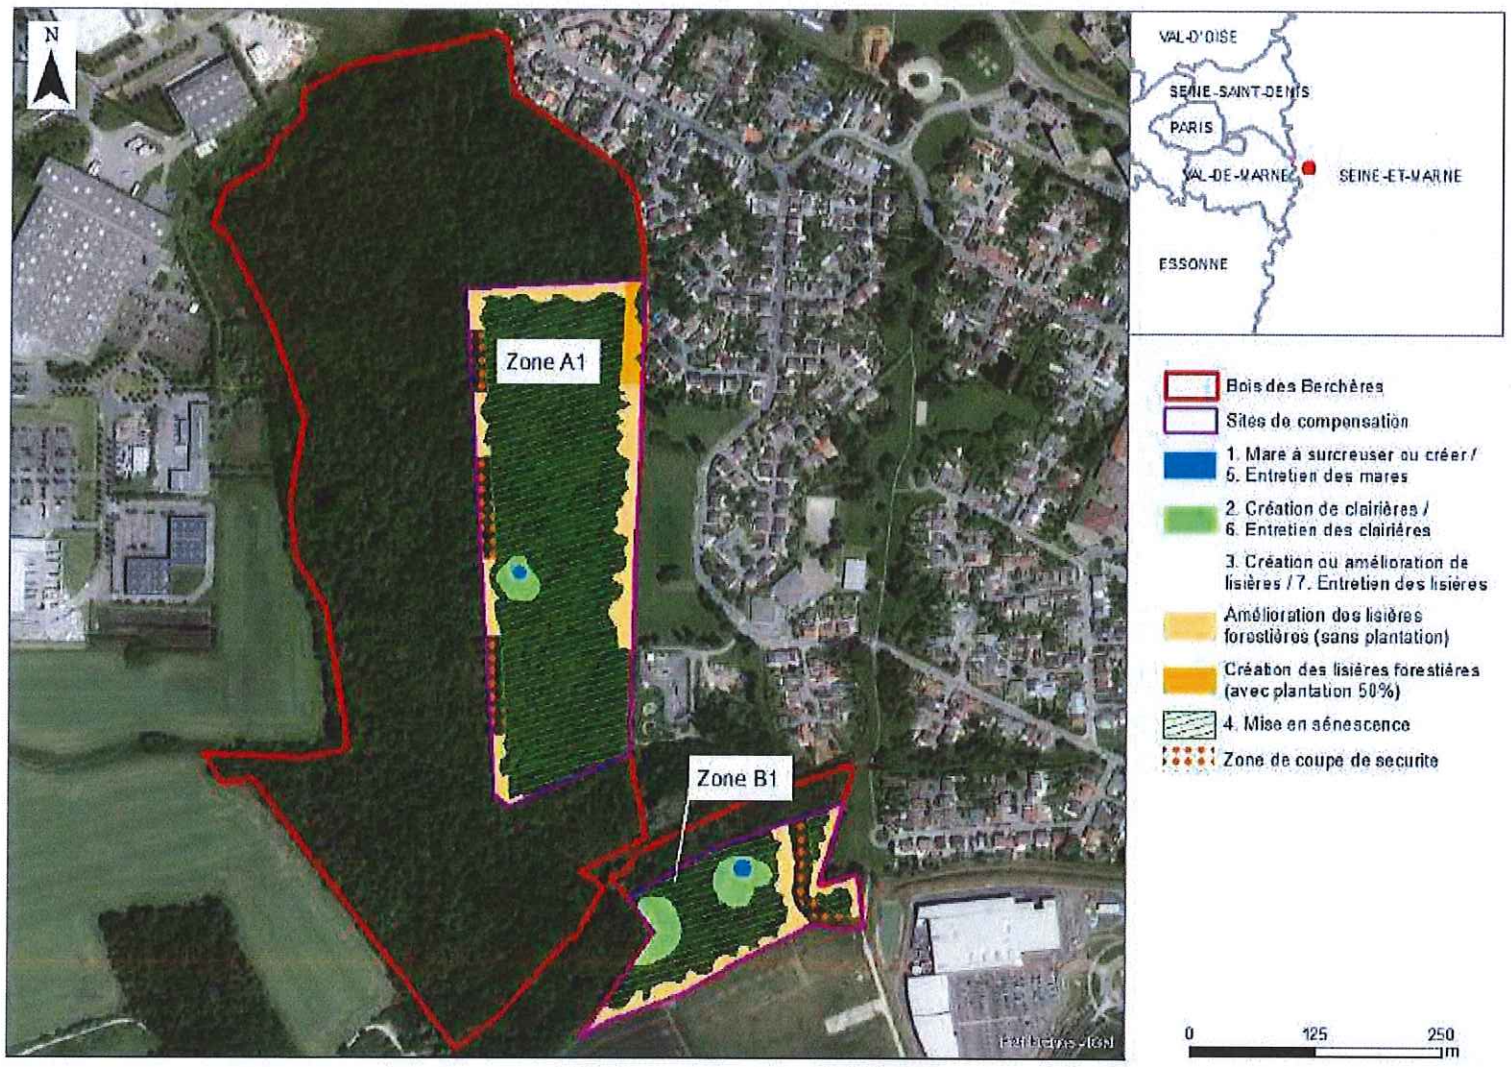 N
Zone A1
Zone B1
VAL-D'OISE
SEINE-SAINT-DENIS
PARIS
VAL-DE-MARNE
SEINE-ET-MARNE
ESSONNE
Bois des Berchères
Sites de compensation
1. Mare à surcreuser ou créer /
5. Entretien des mares
2. Création de clairières /
6. Entretien des clairières
3. Création ou amélioration de
lisières / 7. Entretien des lisières
Amélioration des lisières
forestières (sans plantation)
Création des lisières forestières
(avec plantation 50%)
4. Mise en sénescence
Zone de coupe de securite
0 125 250
m